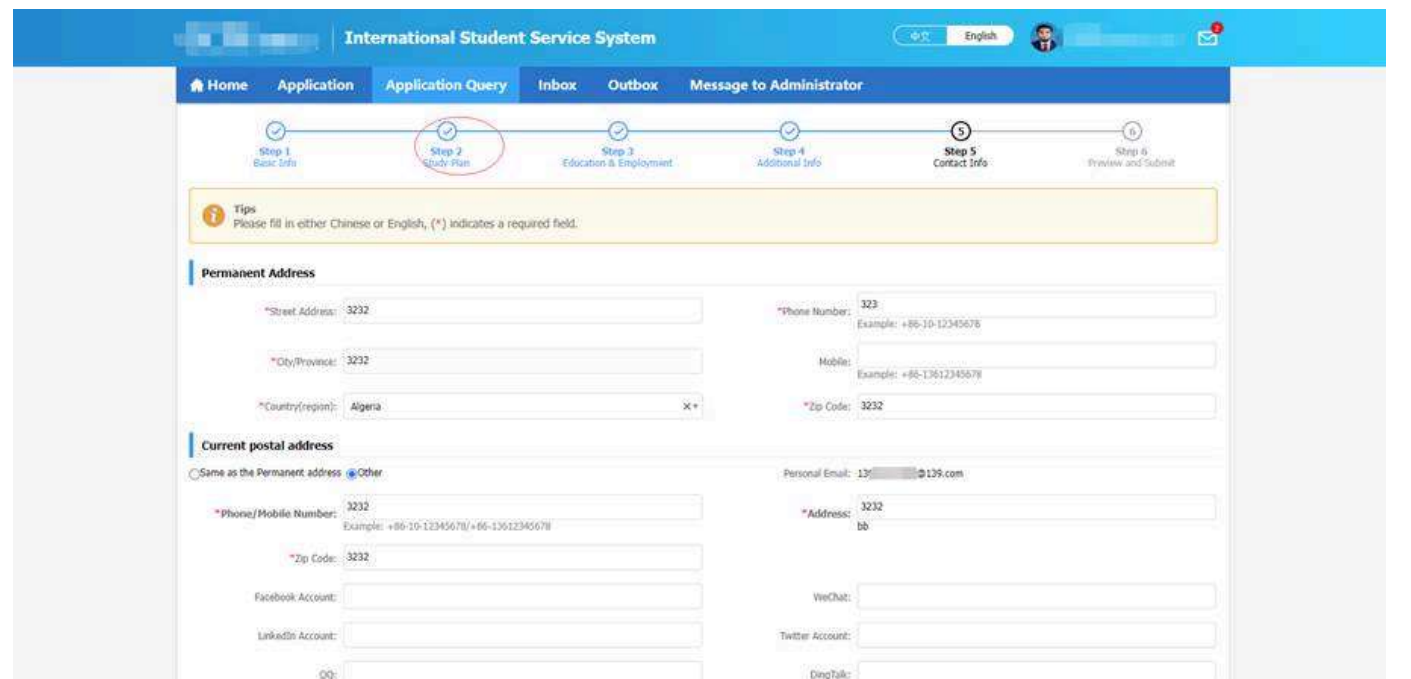 International Student Service System
中文 English
Home Application Application Query Inbox Outbox Message to Administrator
5 6
Step 1 Step 2 Step 3 Step 4 Step 5 Step 6
Basic Info Study Plan Education & Employment Additional Info Contact Info Preview and Submit
Tips
Please fill in either Chinese or English, (*) indicates a required field.
Permanent Address
*Street Address: 3232 *Phone Number: 323
Example: +86-10-12345678
*City/Province: 3232 Mobile:
Example: +86-13612345678
*Country(region): Algeria *Zip Code: 3232
Current postal address
Same as the Permanent address Other Personal Email: @139.com
*Phone/Mobile Number: 3232 *Address: 3232
Example: +86-10-12345678/+86-13612345678 bb
*Zip Code: 3232
Facebook Account: WeChat:
LinkedIn Account: Twitter Account:
QQ: DingTalk: